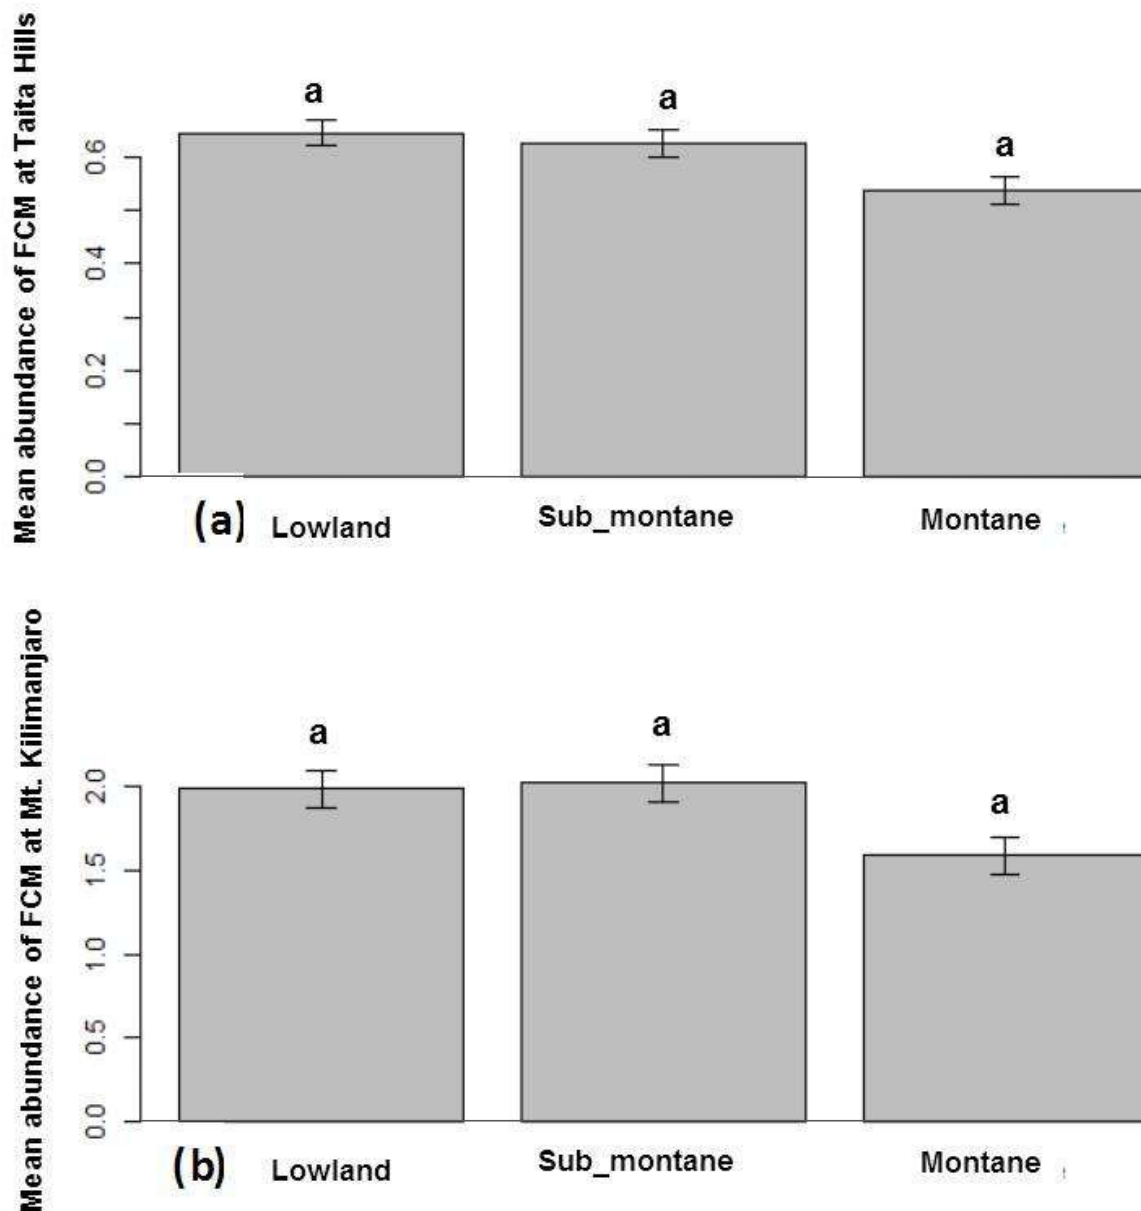 Mean abundance of FCM at Taita Hills
0.6
0.4
0.2
0.0
a
a
a
(a)
Lowland
Sub_montane
Montane
Mean abundance of FCM at Mt. Kilimanjaro
2.0
1.5
1.0
0.5
0.0
a
a
a
(b)
Lowland
Sub_montane
Montane